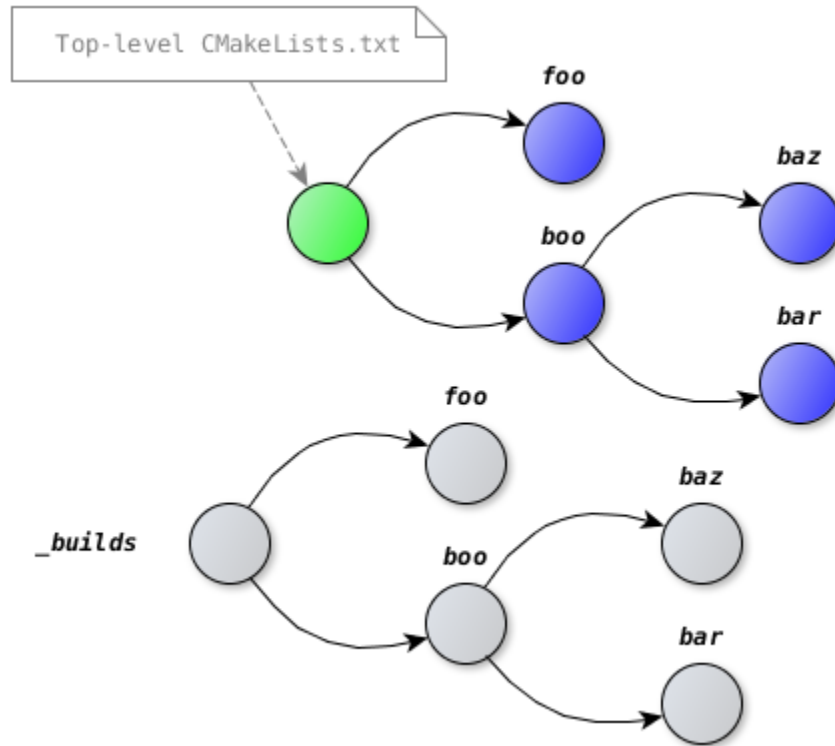 Top-level CMakeLists.txt
foo
baz
boo
bar
foo
baz
_builds
boo
bar